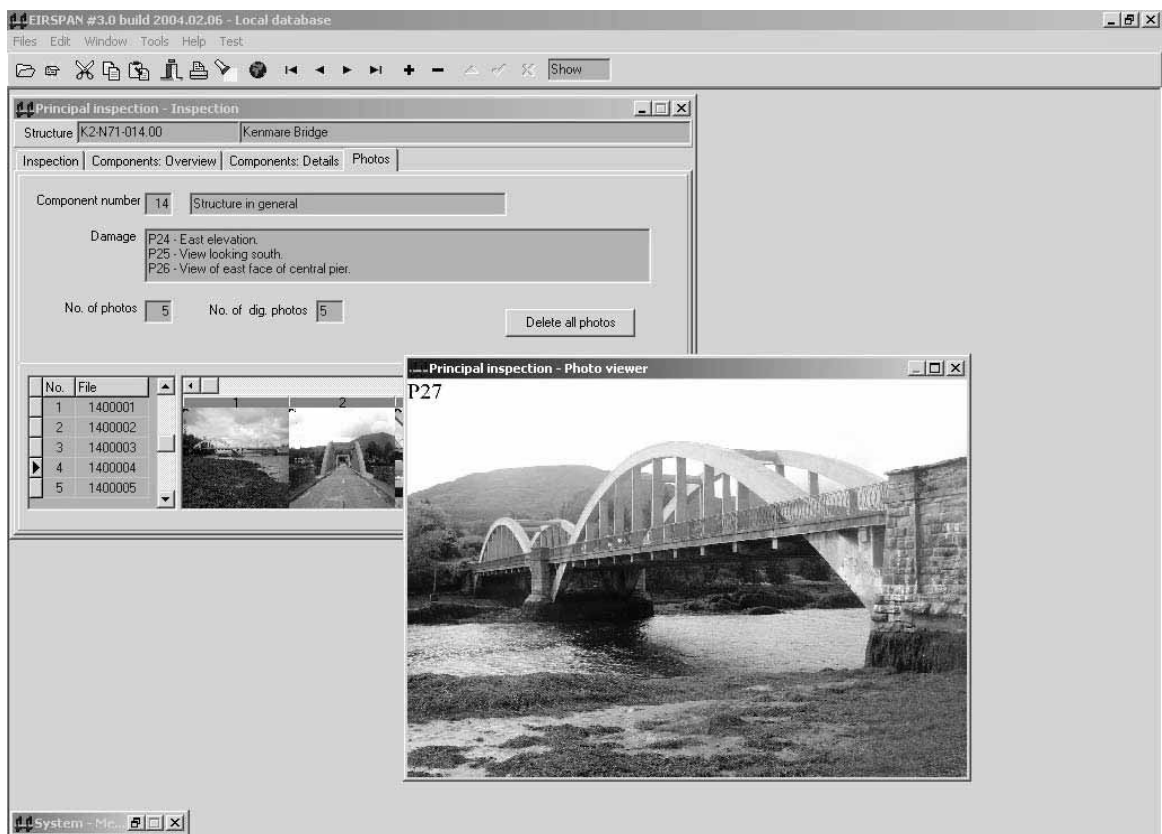 EIRSPAN #3.0 build 2004.02.06 - Local database
Files Edit Window Tools Help Test
Show
Principal inspection - Inspection
Structure K2-N71-014.00 Kenmare Bridge
Inspection Components: Overview Components: Details Photos
Component number 14 Structure in general
Damage P24 - East elevation.
P25 - View looking south.
P26 - View of east face of central pier.
No. of photos 5 No. of dig. photos 5
Delete all photos
No. File
1 1400001
2 1400002
3 1400003
4 1400004
5 1400005
1 2
Principal inspection - Photo viewer
P27
System - Me...